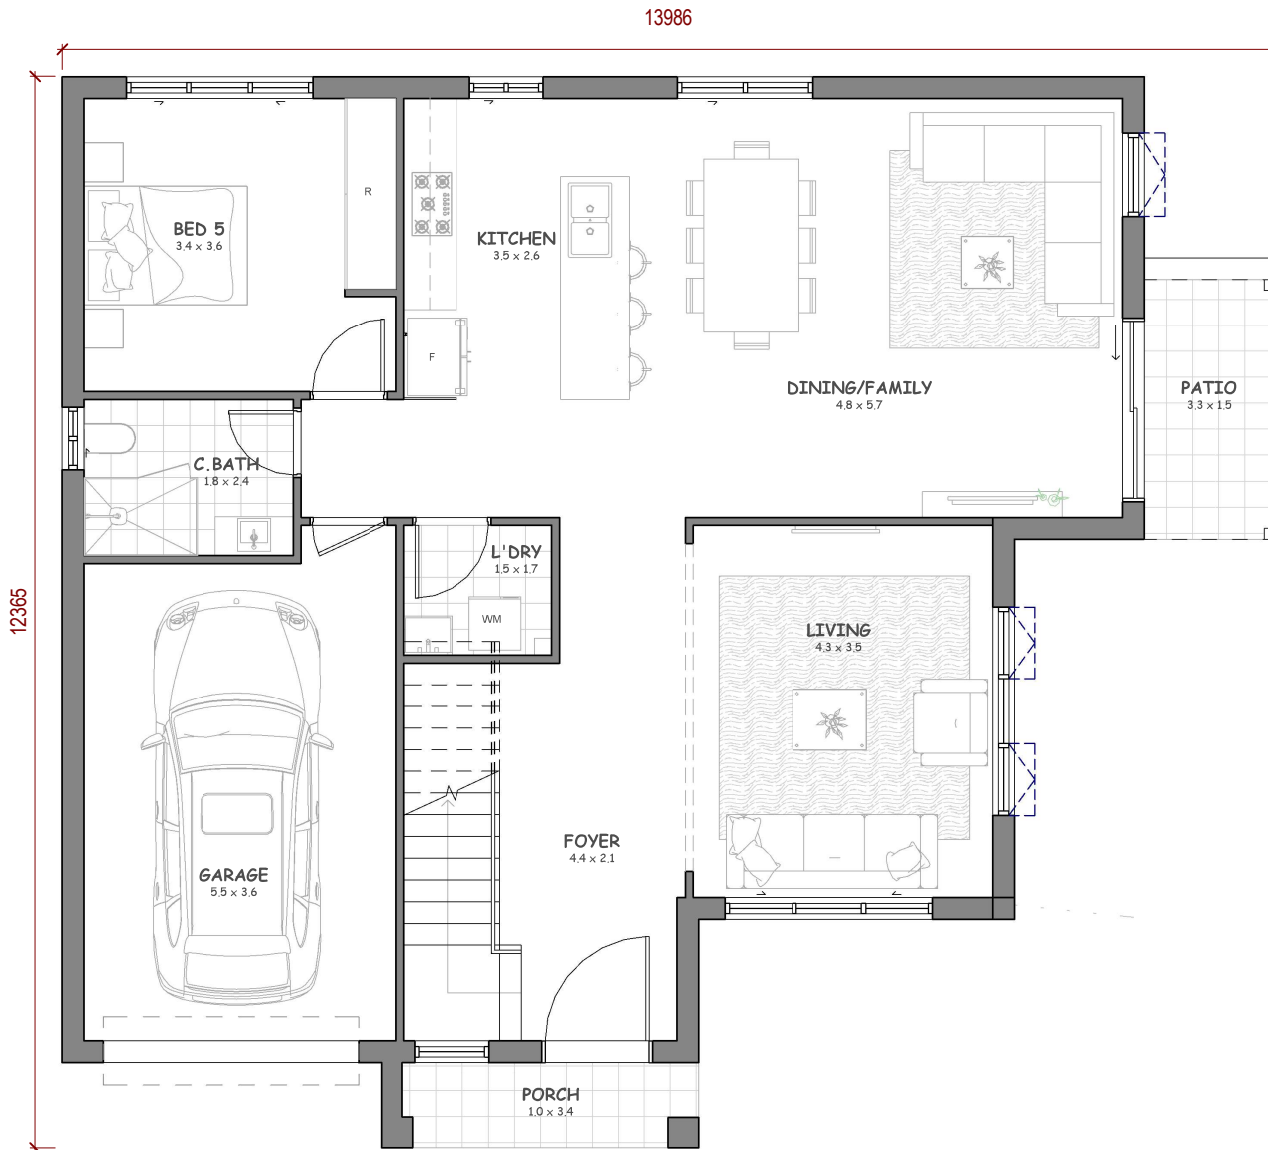 13986
R
BED 5
3.4 x 3.6
KITCHEN
3.5 x 2.6
F
DINING/FAMILY
4.8 x 5.7
PATIO
3.3 x 1.5
C.BATH
1.8 x 2.4
L'DRY
1.5 x 1.7
WM
12365
LIVING
4.3 x 3.5
FOYER
4.4 x 2.1
GARAGE
5.5 x 3.6
PORCH
1.0 x 3.4